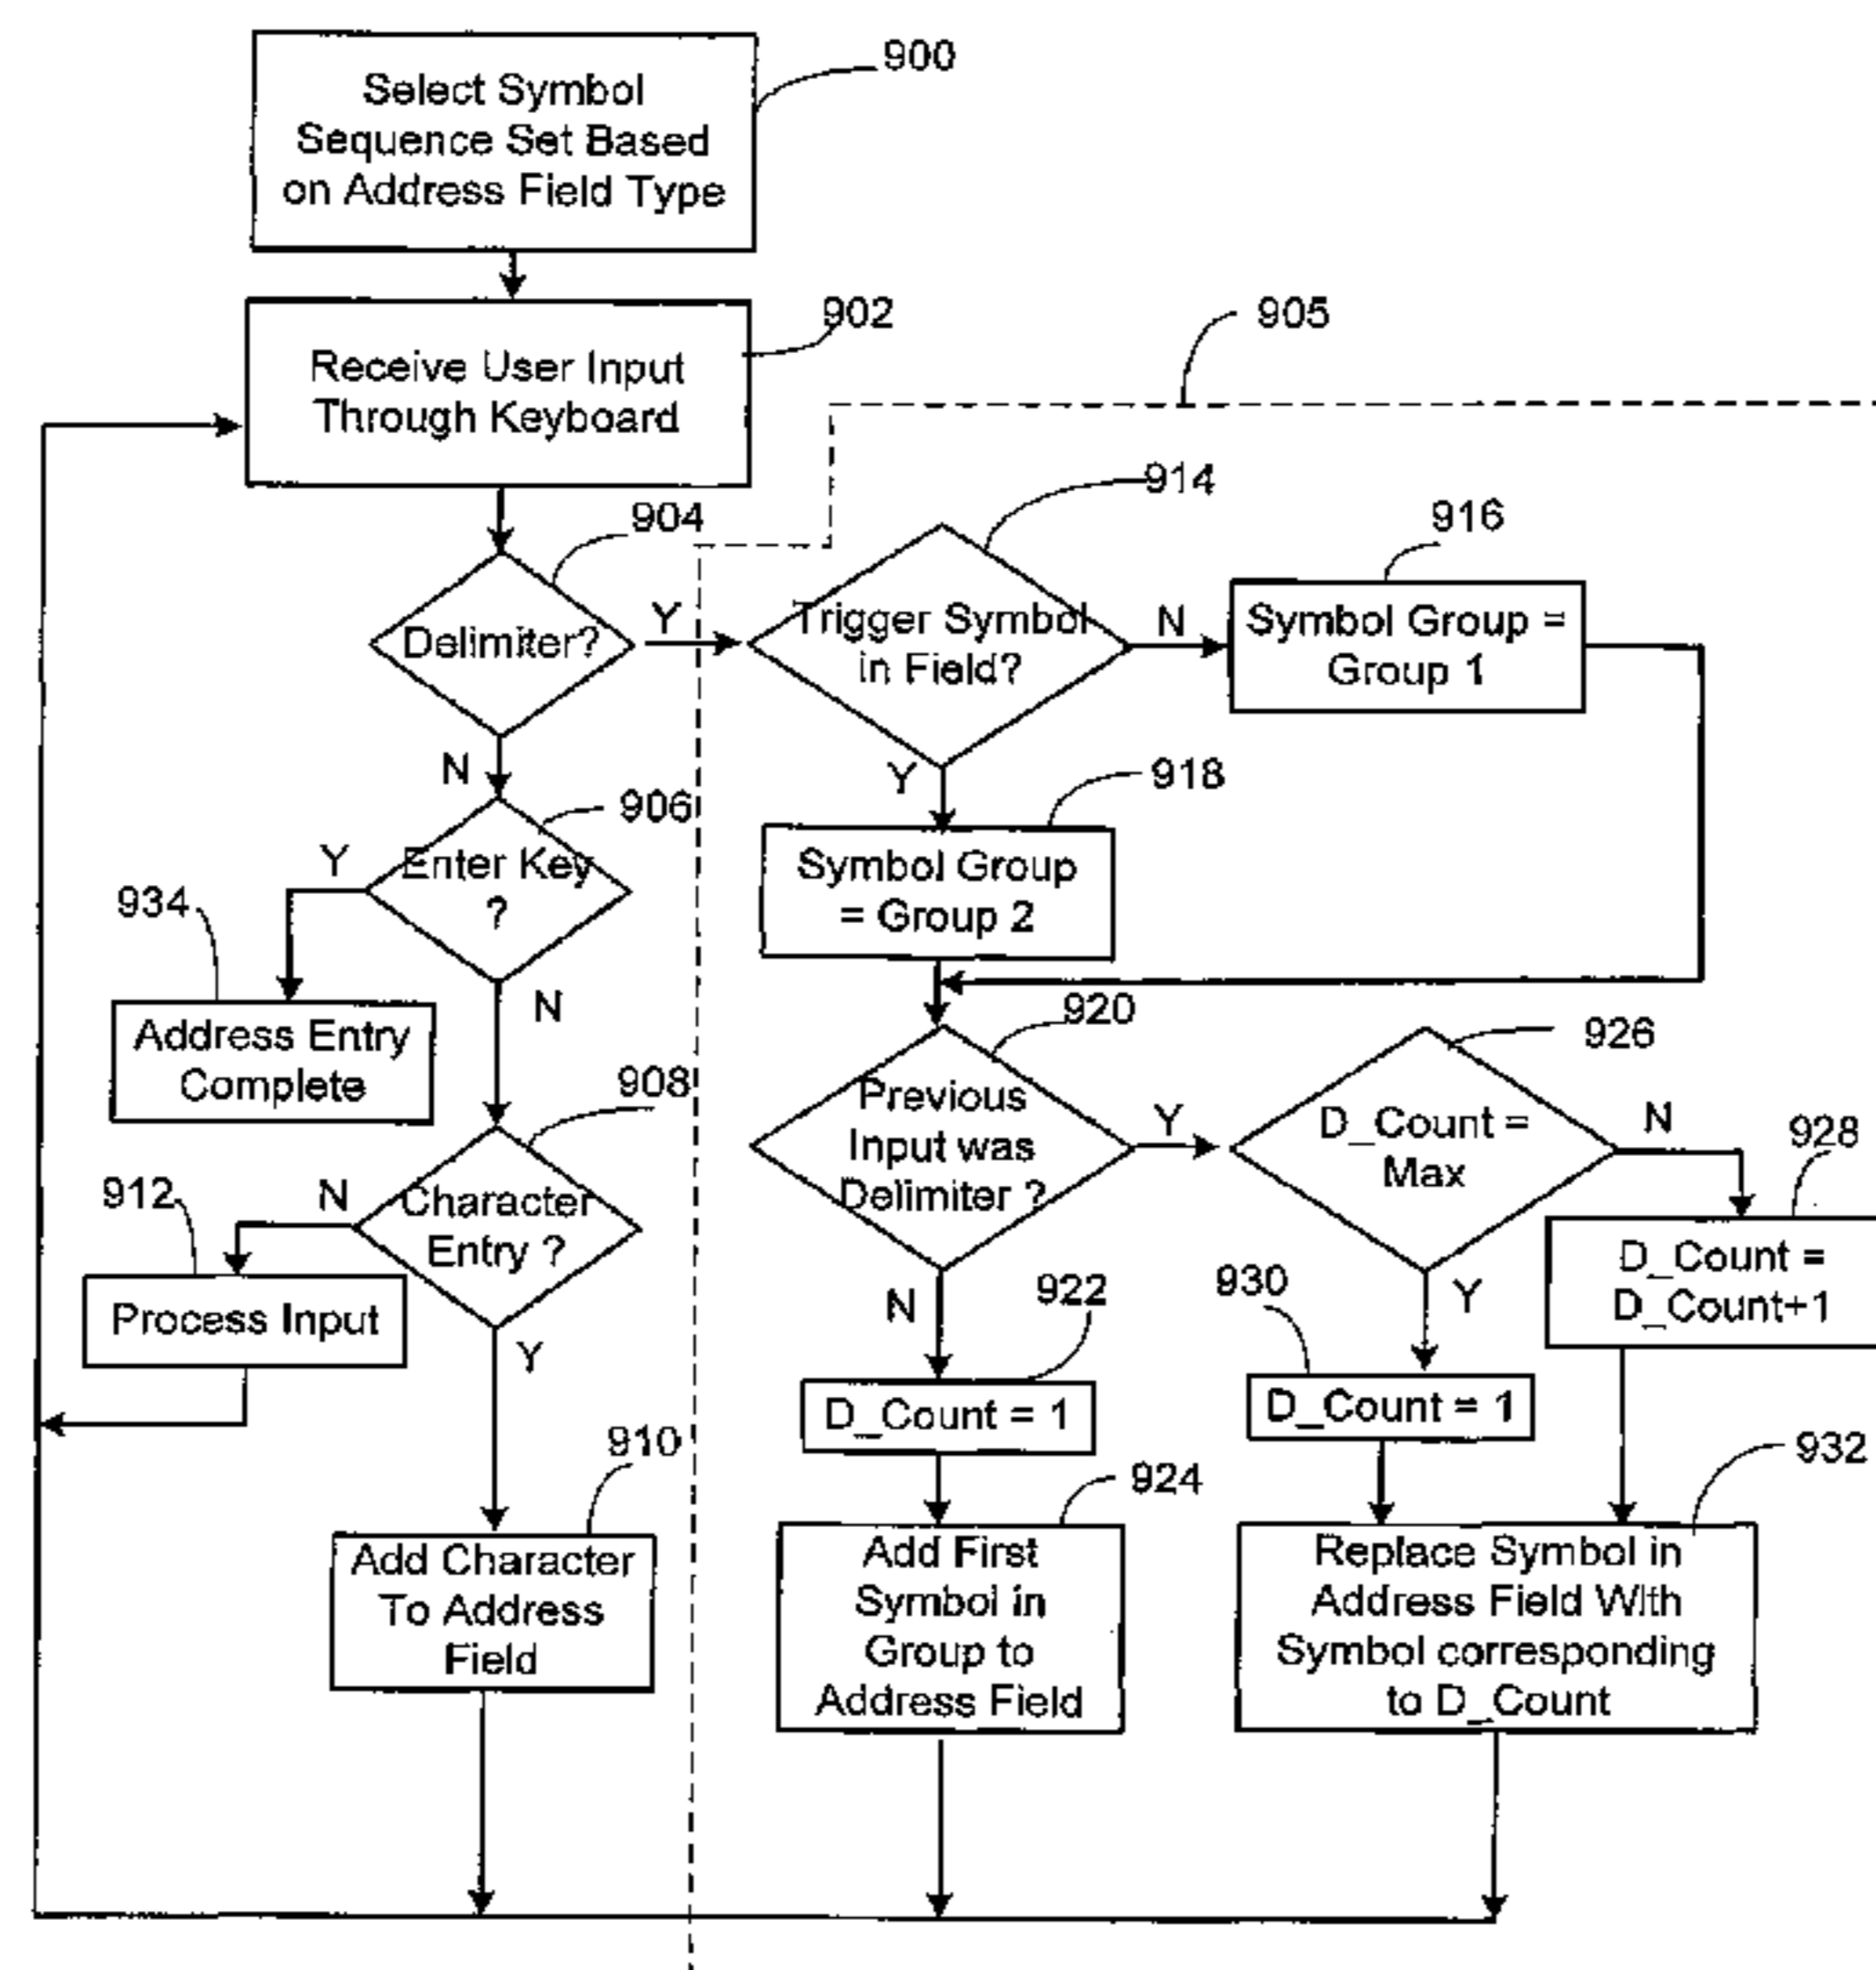 900
Select Symbol
Sequence Set Based
on Address Field Type
902
Receive User Input
Through Keyboard
905
904
Delimiter?
Y
N
914
Trigger Symbol
in Field?
N
Y
916
Symbol Group =
Group 1
918
Symbol Group
= Group 2
906
Enter Key
?
Y
N
934
Address Entry
Complete
908
Character
Entry ?
N
Y
912
Process Input
910
Add Character
To Address
Field
920
Previous
Input was
Delimiter ?
Y
N
926
D_Count =
Max
N
Y
928
D_Count =
D_Count+1
922
D_Count = 1
930
D_Count = 1
924
Add First
Symbol in
Group to
Address Field
932
Replace Symbol in
Address Field With
Symbol corresponding
to D_Count